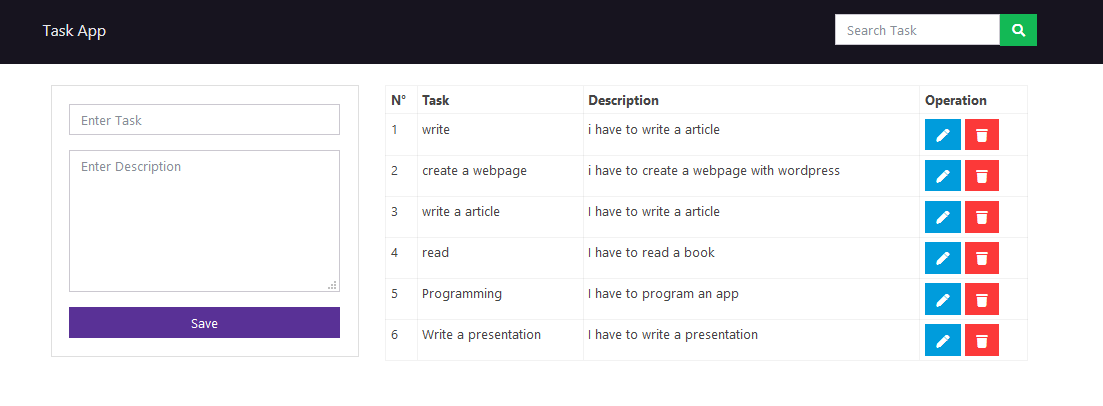 Task App
Search Task
Enter Task
Enter Description
Save
N° Task Description Operation
1 write i have to write a article
2 create a webpage i have to create a webpage with wordpress
3 write a article I have to write a article
4 read I have to read a book
5 Programming I have to program an app
6 Write a presentation I have to write a presentation